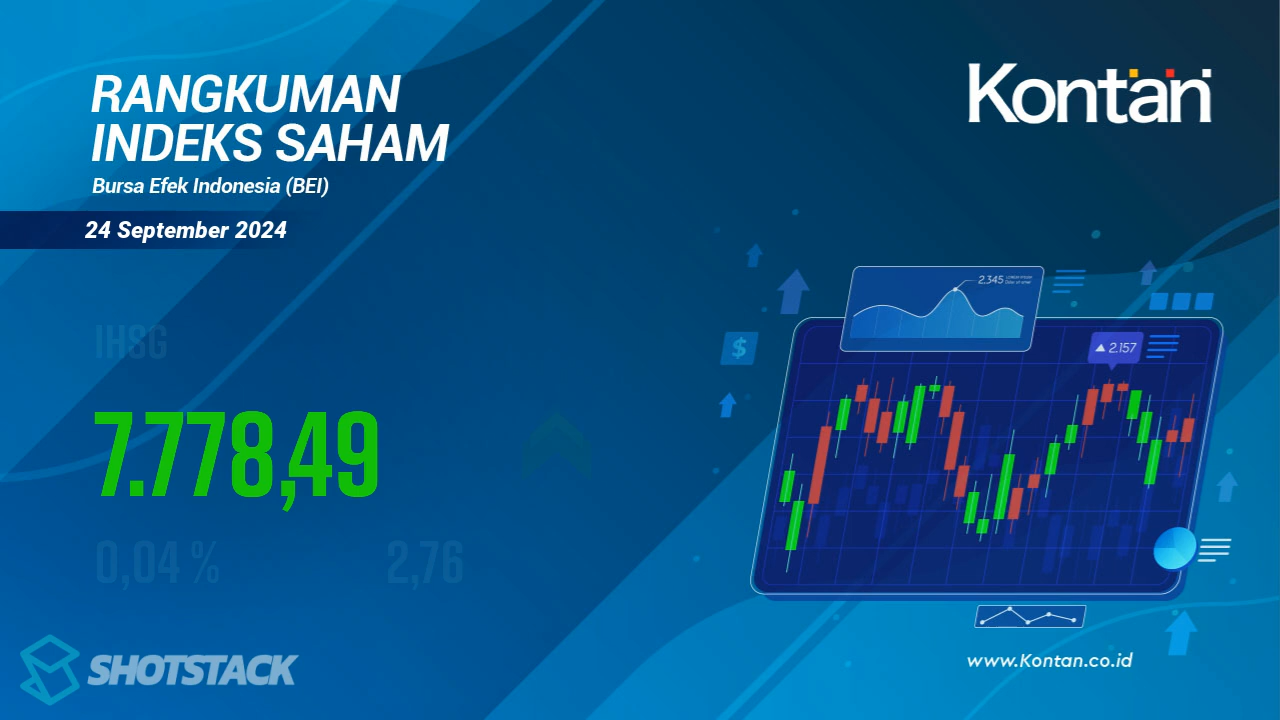 RANGKUMAN
INDEKS SAHAM
Bursa Efek Indonesia (BEI)
24 September 2024
Kontan
IHSG
7.778,49
0,04 %
2,76
2,345
$
2.157
www.Kontan.co.id
SHOTSTACK